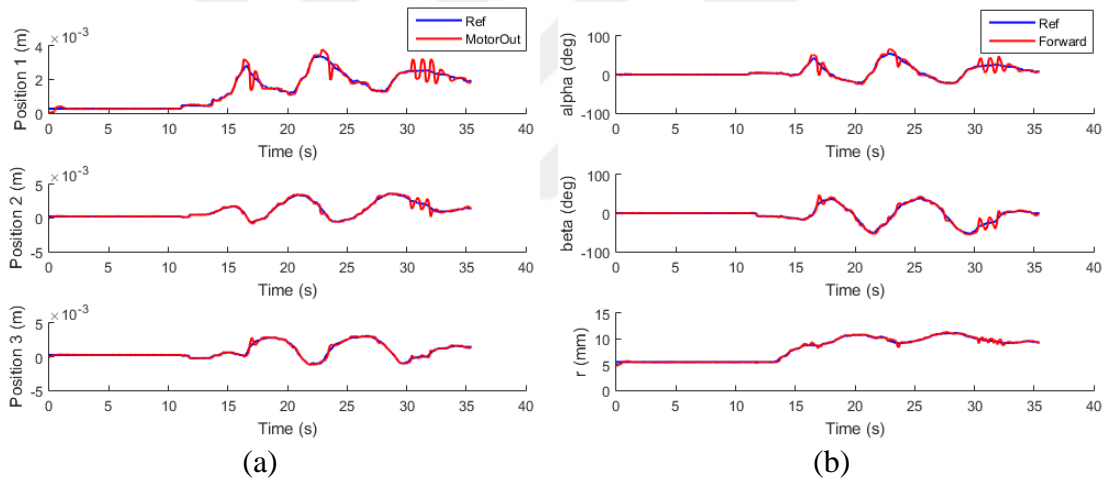 × 10⁻³
Ref
MotorOut
4
2
0
Position 1 (m)
0 5 10 15 20 25 30 35 40
Time (s)
× 10⁻³
5
0
-5
Position 2 (m)
0 5 10 15 20 25 30 35 40
Time (s)
× 10⁻³
5
0
-5
Position 3 (m)
0 5 10 15 20 25 30 35 40
Time (s)
(a)
Ref
Forward
100
0
-100
alpha (deg)
0 5 10 15 20 25 30 35 40
Time (s)
100
0
-100
beta (deg)
0 5 10 15 20 25 30 35 40
Time (s)
15
10
5
0
r (mm)
0 5 10 15 20 25 30 35 40
Time (s)
(b)